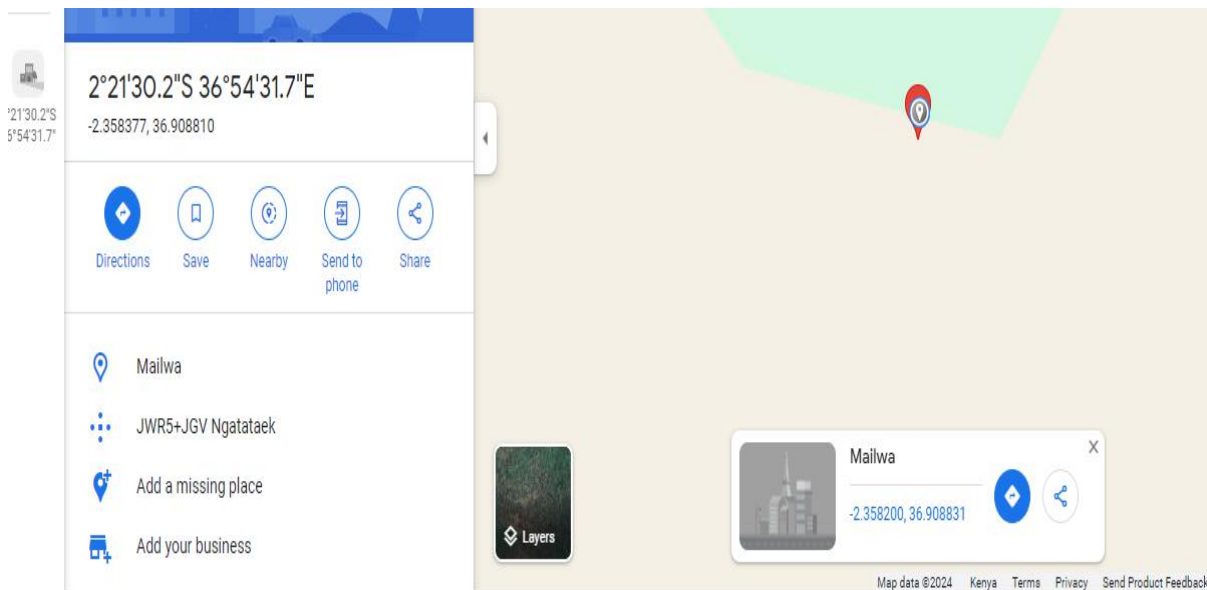 2°21'30.2"S 36°54'31.7"E
-2.358377, 36.908810
°21'30.2"S
6°54'31.7"
Directions
Save
Nearby
Send to
phone
Share
Mailwa
JWR5+JGV Ngatataek
Add a missing place
Add your business
Layers
Mailwa
X
-2.358200, 36.908831
Map data ©2024 Kenya Terms Privacy Send Product Feedback